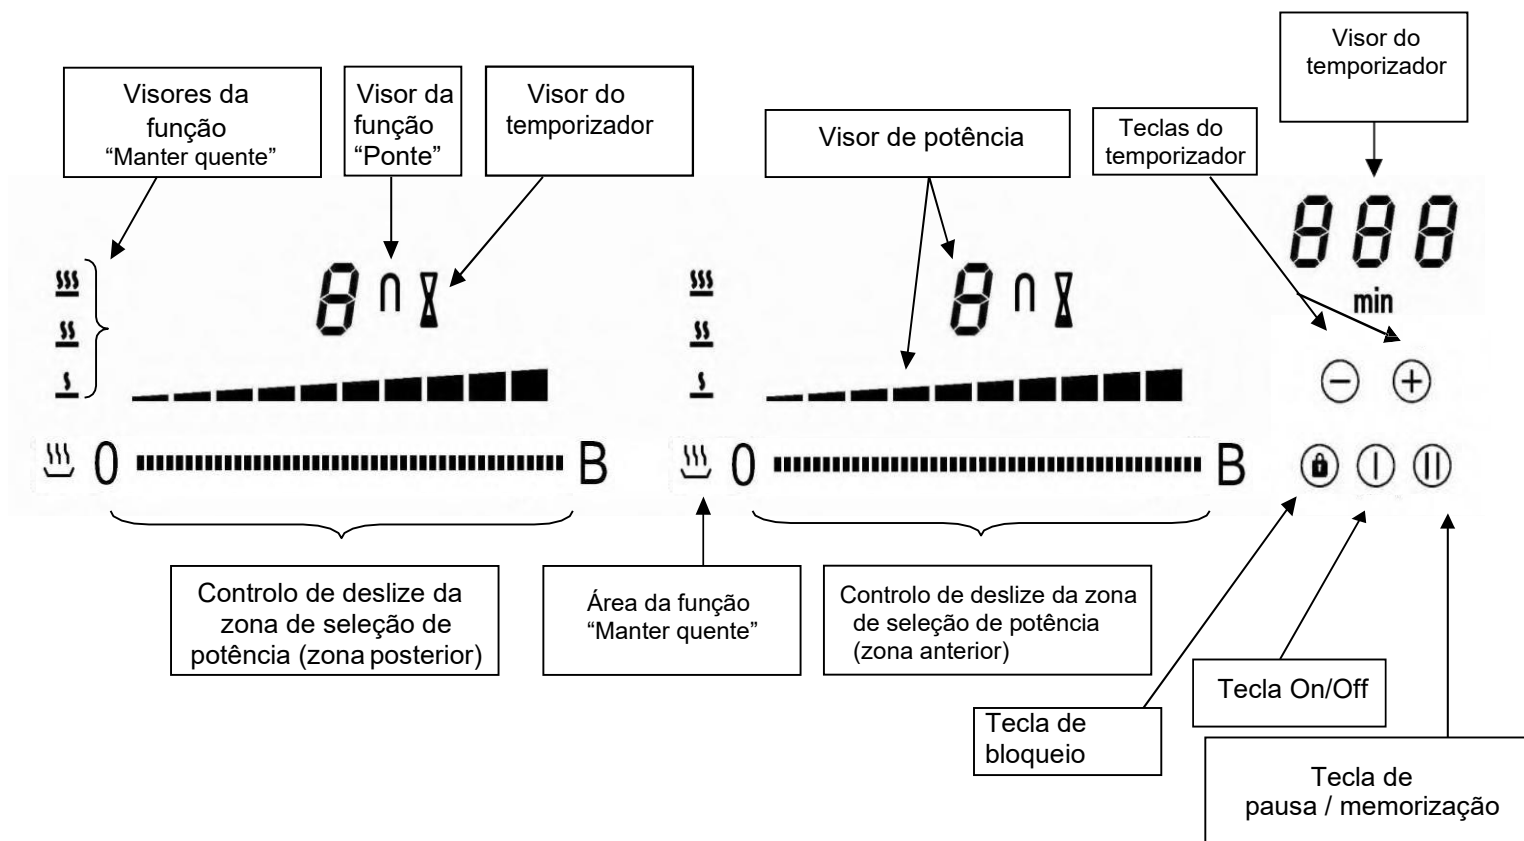 Visor do
temporizador
Visores da
função
“Manter quente”
Visor da
função
“Ponte”
Visor do
temporizador
Visor de potência
Teclas do
temporizador
8
8
888
min
0
B
0
B
Controlo de deslize da
zona de seleção de
potência (zona posterior)
Área da função
“Manter quente”
Controlo de deslize da zona
de seleção de potência
(zona anterior)
Tecla On/Off
Tecla de
bloqueio
Tecla de
pausa / memorização